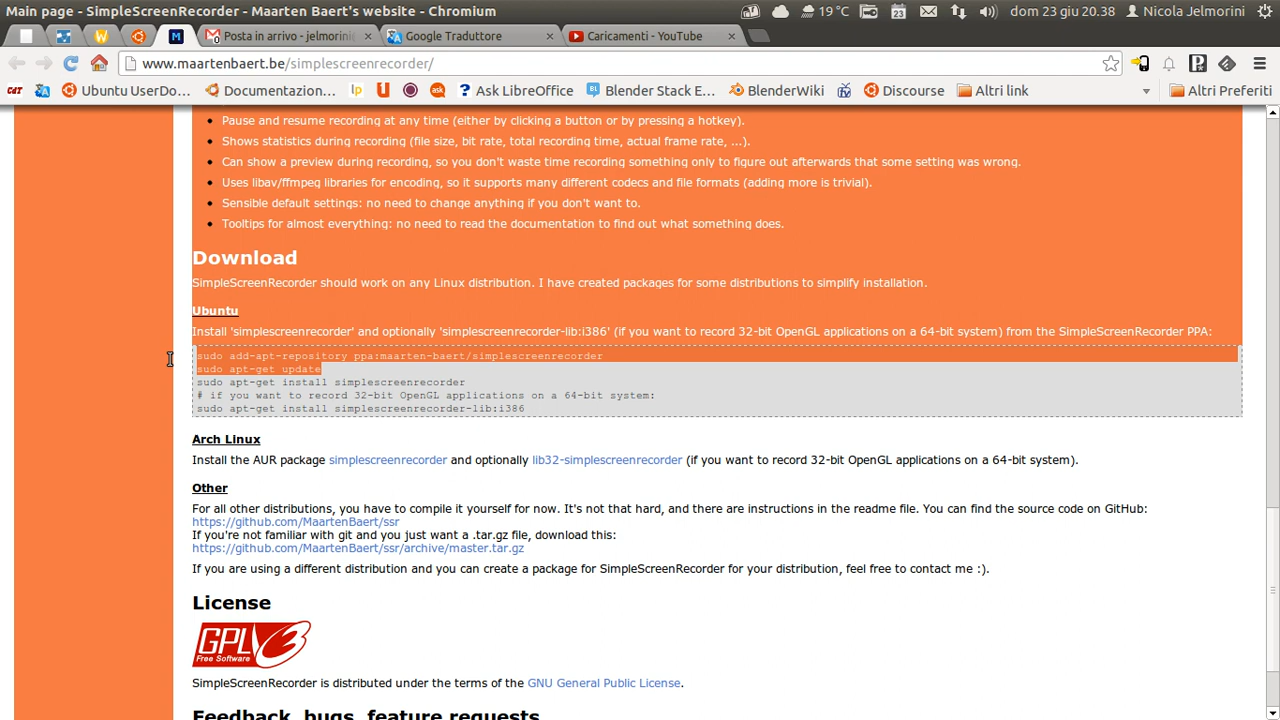 Main page - SimpleScreenRecorder - Maarten Baert's website - Chromium
19 °C
23
dom 23 giu 20.38
Nicola Jelmorini
Posta in arrivo - jelmorini@
Google Traduttore
Caricamenti - YouTube
www.maartenbaert.be/simplescreenrecorder/
CdT
Ubuntu UserDo...
Documentazion...
lp
U
ask
? Ask LibreOffice
Blender Stack E...
BlenderWiki
Discourse
Altri link
Altri Preferiti
Pause and resume recording at any time (either by clicking a button or by pressing a hotkey).
Shows statistics during recording (file size, bit rate, total recording time, actual frame rate, ...).
Can show a preview during recording, so you don't waste time recording something only to figure out afterwards that some setting was wrong.
Uses libav/ffmpeg libraries for encoding, so it supports many different codecs and file formats (adding more is trivial).
Sensible default settings: no need to change anything if you don't want to.
Tooltips for almost everything: no need to read the documentation to find out what something does.
Download
SimpleScreenRecorder should work on any Linux distribution. I have created packages for some distributions to simplify installation.
Ubuntu
Install 'simplescreenrecorder' and optionally 'simplescreenrecorder-lib:i386' (if you want to record 32-bit OpenGL applications on a 64-bit system) from the SimpleScreenRecorder PPA:
sudo add-apt-repository ppa:maarten-baert/simplescreenrecorder
sudo apt-get update
sudo apt-get install simplescreenrecorder
# if you want to record 32-bit OpenGL applications on a 64-bit system:
sudo apt-get install simplescreenrecorder-lib:i386
Arch Linux
Install the AUR package simplescreenrecorder and optionally lib32-simplescreenrecorder (if you want to record 32-bit OpenGL applications on a 64-bit system).
Other
For all other distributions, you have to compile it yourself for now. It's not that hard, and there are instructions in the readme file. You can find the source code on GitHub:
https://github.com/MaartenBaert/ssr
If you're not familiar with git and you just want a .tar.gz file, download this:
https://github.com/MaartenBaert/ssr/archive/master.tar.gz
If you are using a different distribution and you can create a package for SimpleScreenRecorder for your distribution, feel free to contact me :).
License
GPL 3
Free Software
SimpleScreenRecorder is distributed under the terms of the GNU General Public License.
Feedback, bugs, feature requests